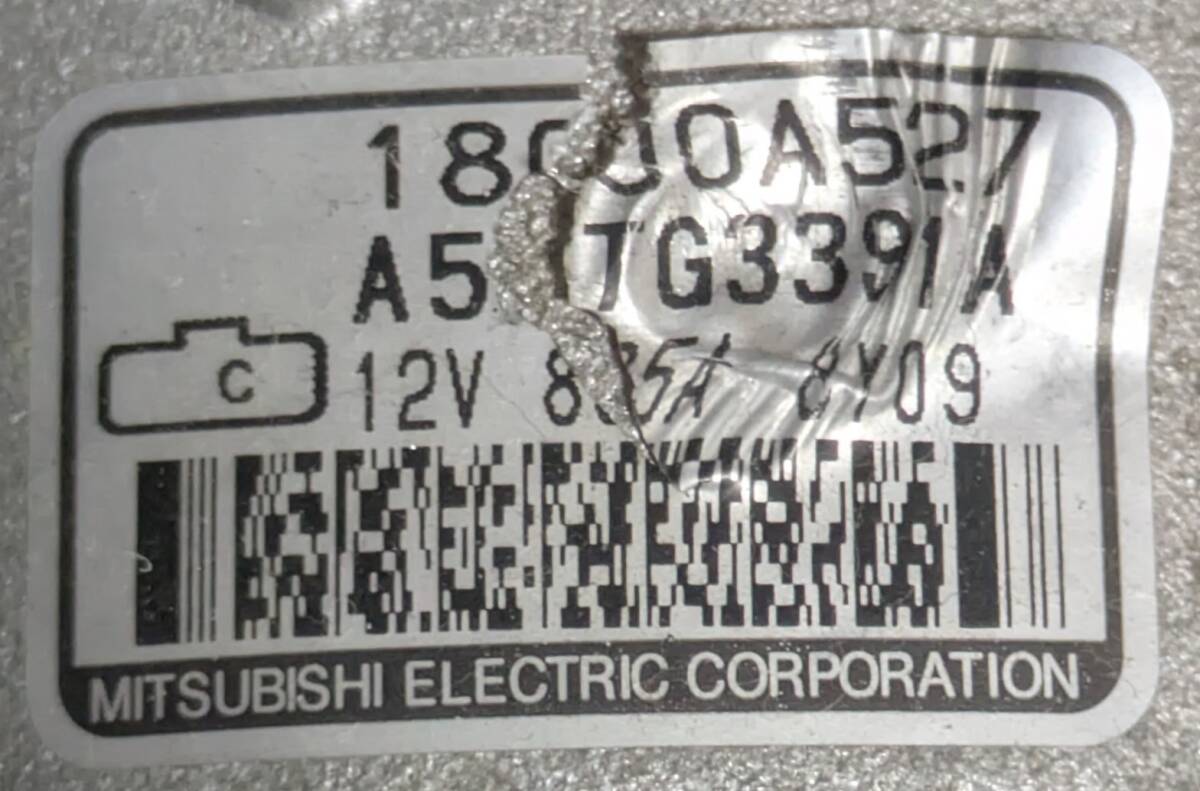 1800A527
A5TG3391A
C
12V 85A 8Y09
MITSUBISHI ELECTRIC CORPORATION